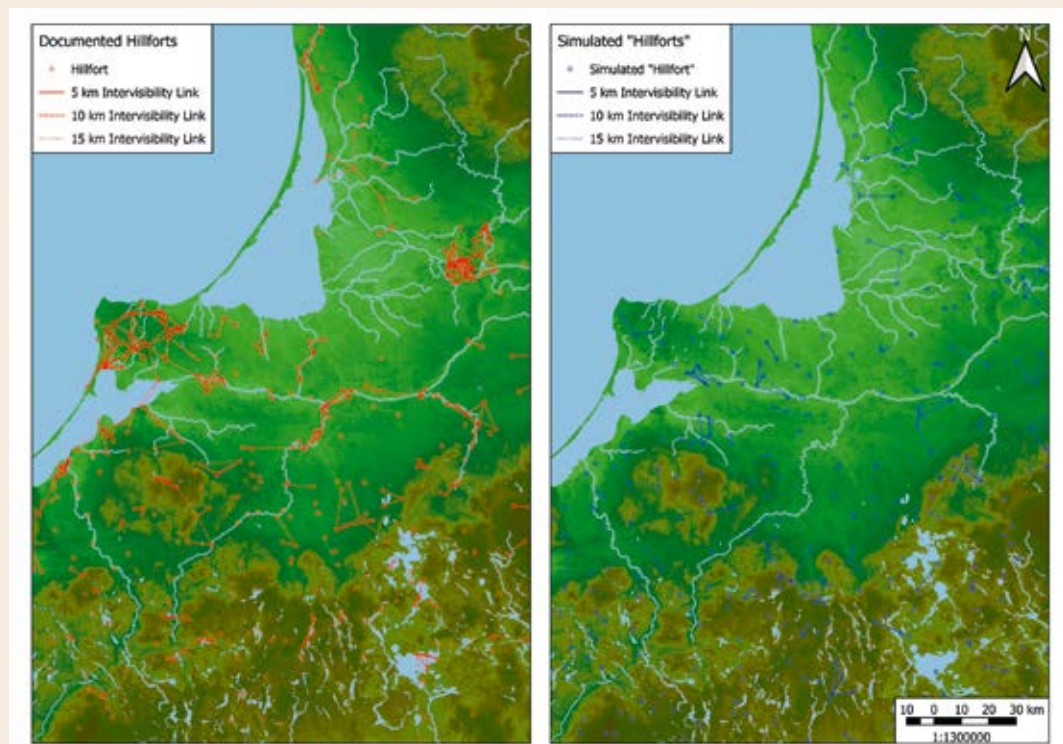 Documented Hillforts
Hillfort
5 km Intervisibility Link
10 km Intervisibility Link
15 km Intervisibility Link
Simulated "Hillforts"
Simulated "Hillfort"
5 km Intervisibility Link
10 km Intervisibility Link
15 km Intervisibility Link
N
10 0 10 20 30 km
1:1300000